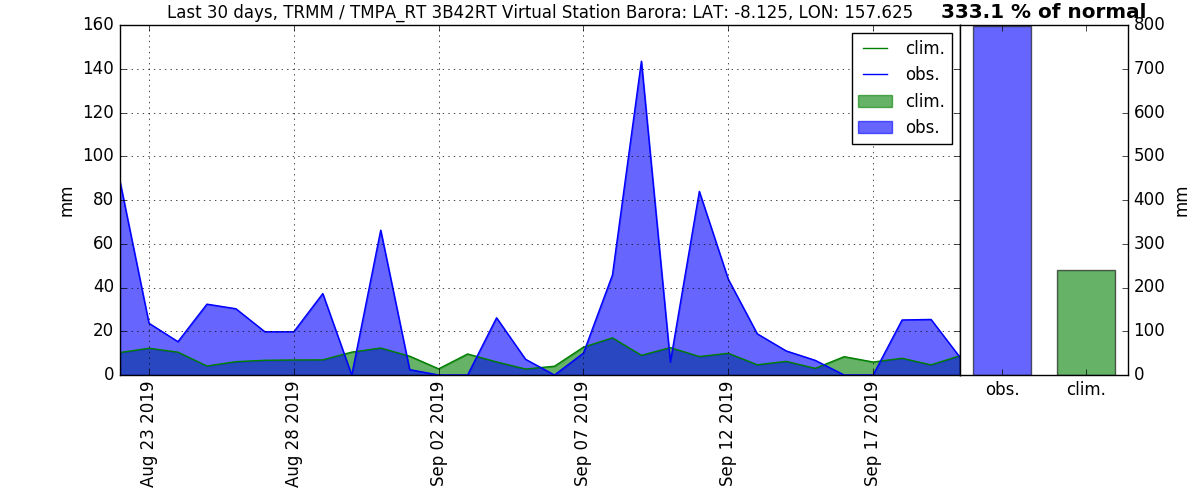 Last 30 days, TRMM / TMPA_RT 3B42RT Virtual Station Barora: LAT: -8.125, LON: 157.625
333.1 % of normal
160
140
120
100
80
60
40
20
0
mm
clim.
obs.
clim.
obs.
800
700
600
500
400
300
200
100
0
mm
Aug 23 2019
Aug 28 2019
Sep 02 2019
Sep 07 2019
Sep 12 2019
Sep 17 2019
obs.
clim.